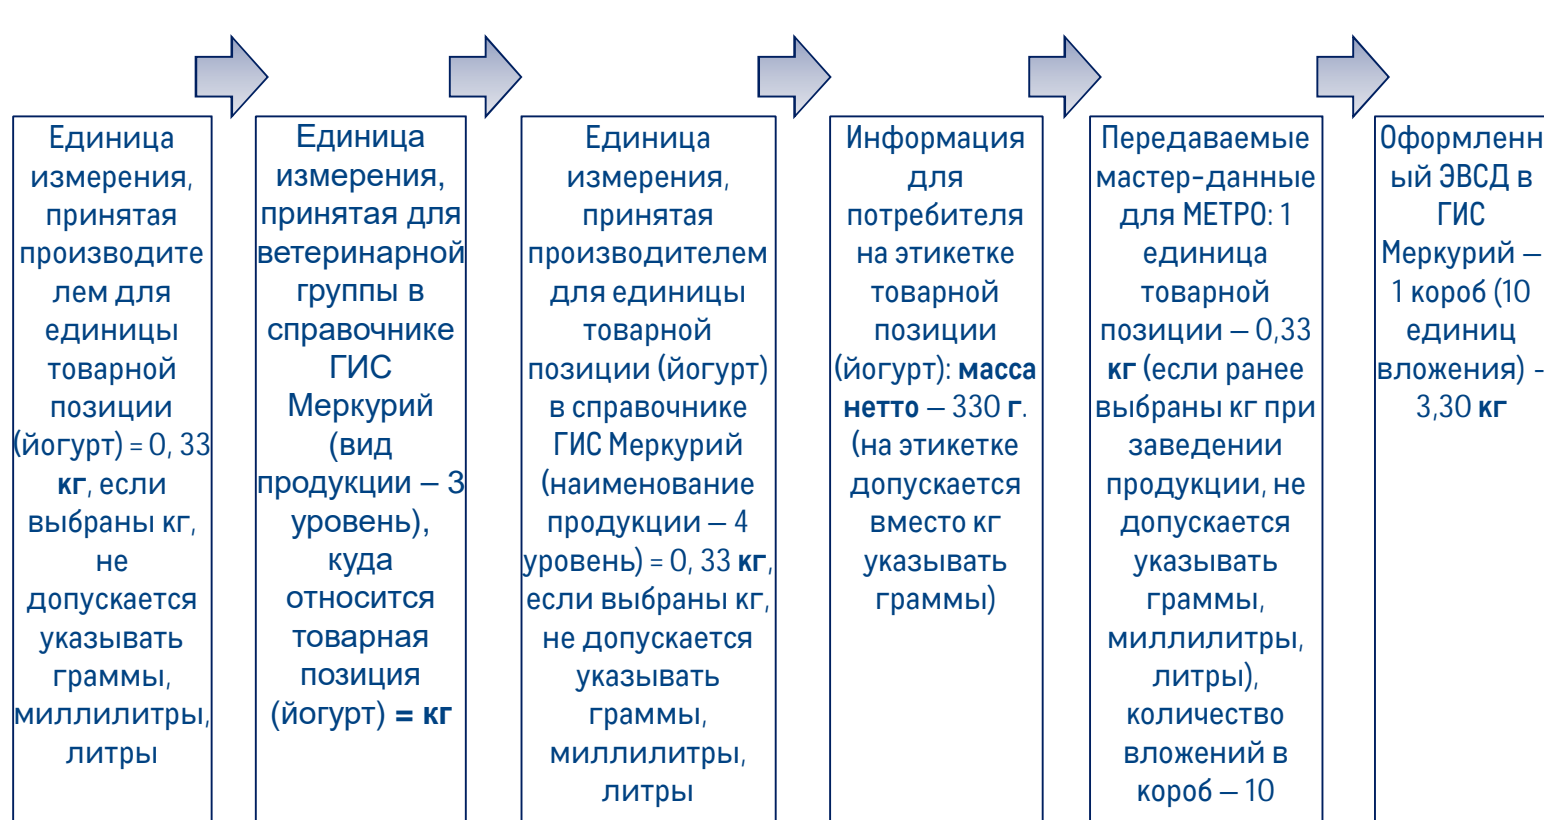 Единица
измерения,
принятая
производите
лем для
единицы
товарной
позиции
(йогурт) = 0, 33
кг, если
выбраны кг,
не
допускается
указывать
граммы,
миллилитры,
литры
Единица
измерения,
принятая для
ветеринарной
группы в
справочнике
ГИС
Меркурий
(вид
продукции – 3
уровень),
куда
относится
товарная
позиция
(йогурт) = кг
Единица
измерения,
принятая
производителем
для единицы
товарной
позиции (йогурт)
в справочнике
ГИС Меркурий
(наименование
продукции – 4
уровень) = 0, 33 кг,
если выбраны кг,
не допускается
указывать
граммы,
миллилитры,
литры
Информация
для
потребителя
на этикетке
товарной
позиции
(йогурт): масса
нетто – 330 г.
(на этикетке
допускается
вместо кг
указывать
граммы)
Передаваемые
мастер-данные
для МЕТРО: 1
единица
товарной
позиции – 0,33
кг (если ранее
выбраны кг при
заведении
продукции, не
допускается
указывать
граммы,
миллилитры,
литры),
количество
вложений в
короб – 10
Оформленн
ый ЭВСД в
ГИС
Меркурий –
1 короб (10
единиц
вложения) -
3,30 кг